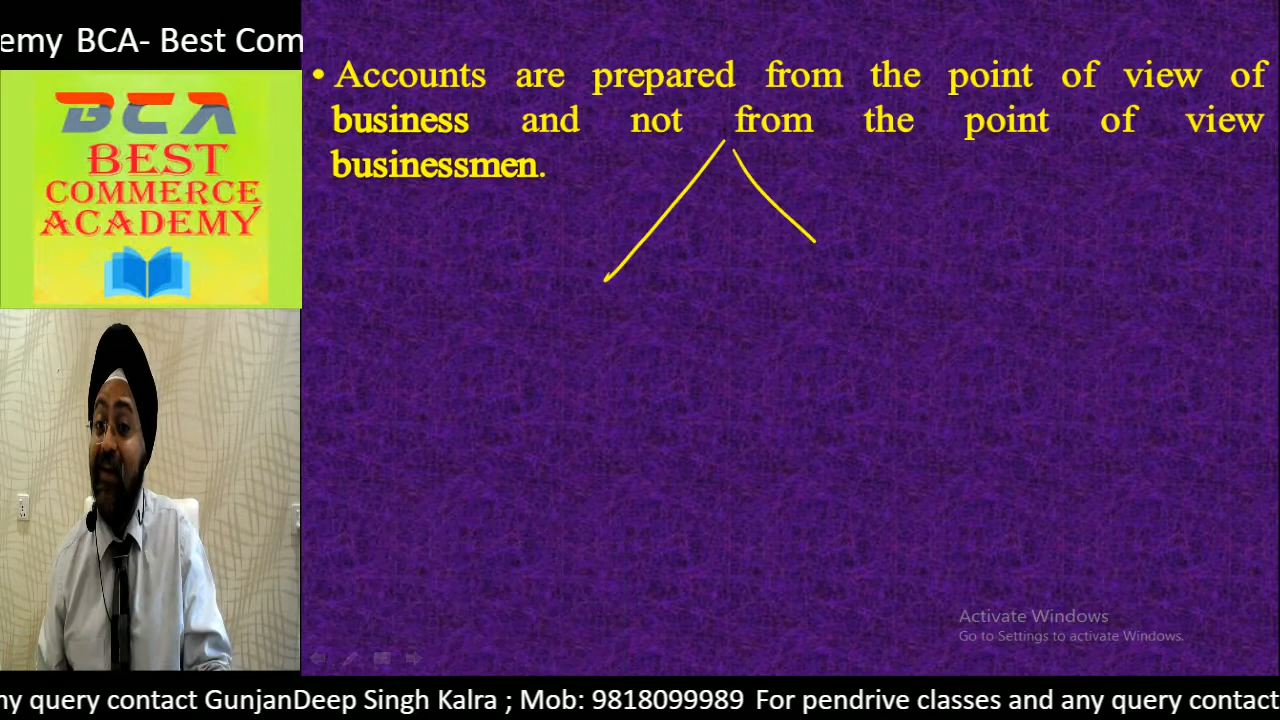 emy BCA- Best Com
BCA
BEST
COMMERCE
ACADEMY
• Accounts are prepared from the point of view of
business and not from the point of view
businessmen.
Activate Windows
Go to Settings to activate Windows.
ny query contact GunjanDeep Singh Kalra ; Mob: 9818099989 For pendrive classes and any query contact